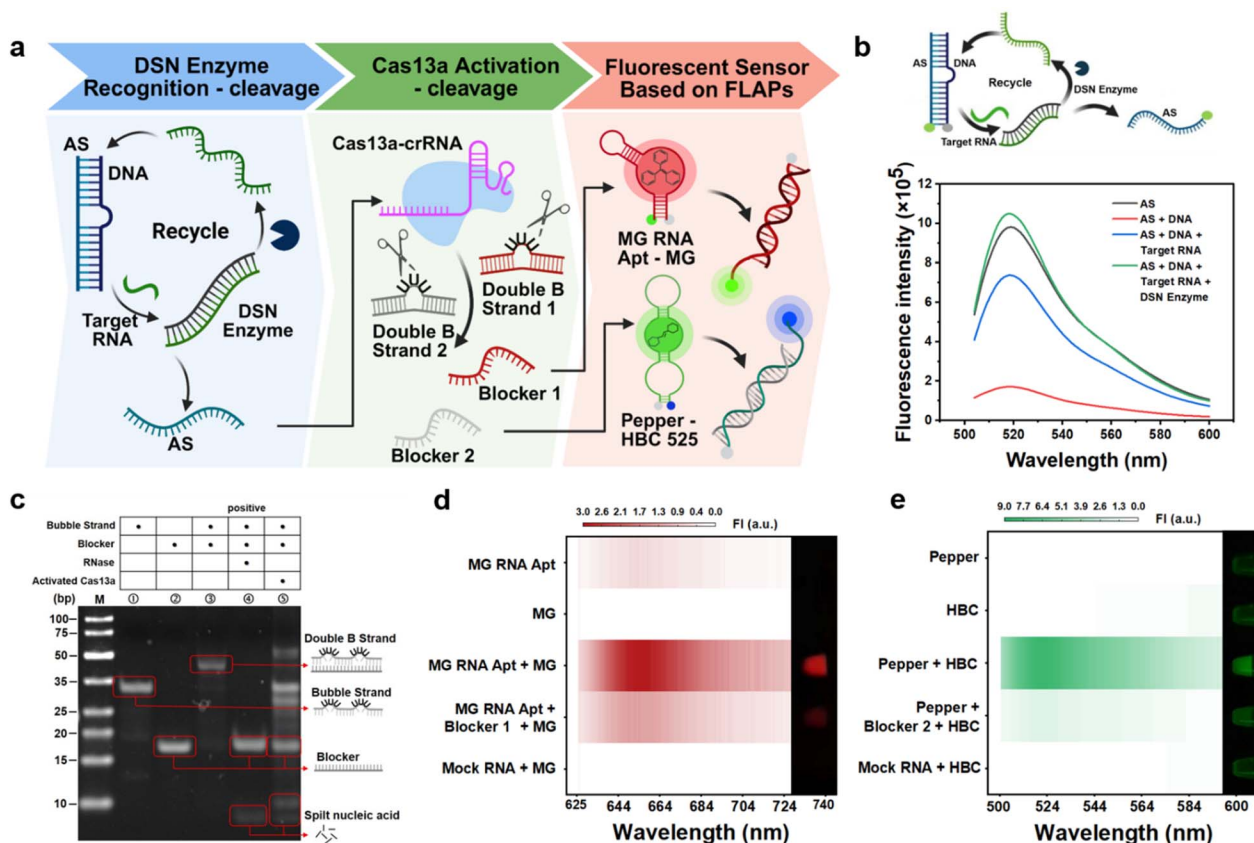 a
DSN Enzyme
Recognition - cleavage
Cas13a Activation
- cleavage
Fluorescent Sensor
Based on FLAPs
AS
DNA
Recycle
Target
RNA
DSN
Enzyme
AS
Cas13a-crRNA
Double B
Strand 1
Double B
Strand 2
Blocker 1
Blocker 2
MG RNA
Apt - MG
Pepper -
HBC 525
b
AS
DNA
Recycle
DSN Enzyme
Target RNA
AS
Fluorescence intensity (×10⁵)
12
10
8
6
4
2
0
AS
AS + DNA
AS + DNA +
Target RNA
AS + DNA +
Target RNA +
DSN Enzyme
500 520 540 560 580 600
Wavelength (nm)
c
positive
Bubble Strand
Blocker
RNase
Activated Cas13a
(bp) M ① ② ③ ④ ⑤
100
75
50
35
25
20
15
10
Double B Strand
Bubble Strand
Blocker
Spilt nucleic acid
d
3.0 2.6 2.1 1.7 1.3 0.9 0.4 0.0
FI (a.u.)
MG RNA Apt
MG
MG RNA Apt + MG
MG RNA Apt +
Blocker 1 + MG
Mock RNA + MG
625 644 664 684 704 724 740
Wavelength (nm)
e
9.0 7.7 6.4 5.1 3.9 2.6 1.3 0.0
FI (a.u.)
Pepper
HBC
Pepper + HBC
Pepper +
Blocker 2 + HBC
Mock RNA + HBC
500 524 544 564 584 600
Wavelength (nm)